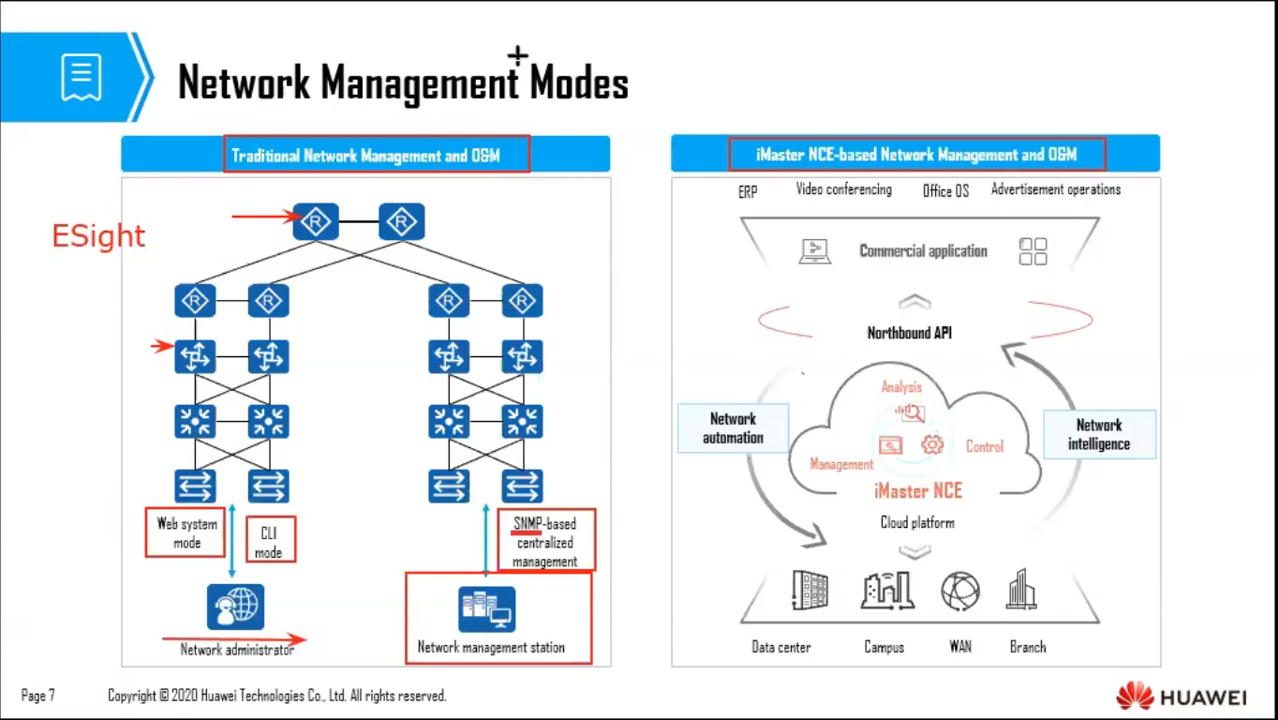 Network Management Modes
Traditional Network Management and O&M
ESight
R
R
R
R
R
R
Web system
mode
CLI
mode
SNMP-based
centralized
management
Network administrator
Network management station
iMaster NCE-based Network Management and O&M
ERP
Video conferencing
Office OS
Advertisement operations
Commercial application
Northbound API
Analysis
Network
automation
Network
intelligence
Management
Control
iMaster NCE
Cloud platform
Data center
Campus
WAN
Branch
Page 7
Copyright © 2020 Huawei Technologies Co., Ltd. All rights reserved.
HUAWEI